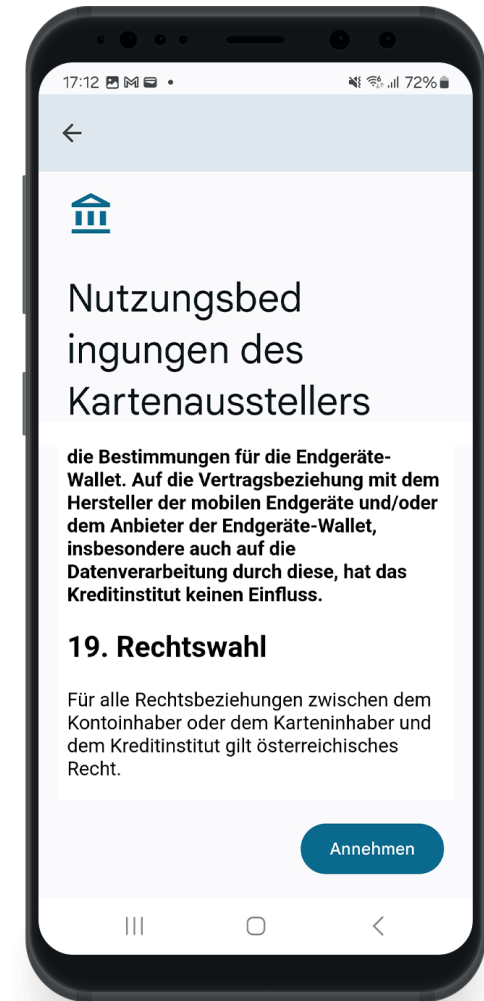 17:12
72%
Nutzungsbed
ingungen des
Kartenausstellers
die Bestimmungen für die Endgeräte-
Wallet. Auf die Vertragsbeziehung mit dem
Hersteller der mobilen Endgeräte und/oder
dem Anbieter der Endgeräte-Wallet,
insbesondere auch auf die
Datenverarbeitung durch diese, hat das
Kreditinstitut keinen Einfluss.
19. Rechtswahl
Für alle Rechtsbeziehungen zwischen dem
Kontoinhaber oder dem Karteninhaber und
dem Kreditinstitut gilt österreichisches
Recht.
Annehmen